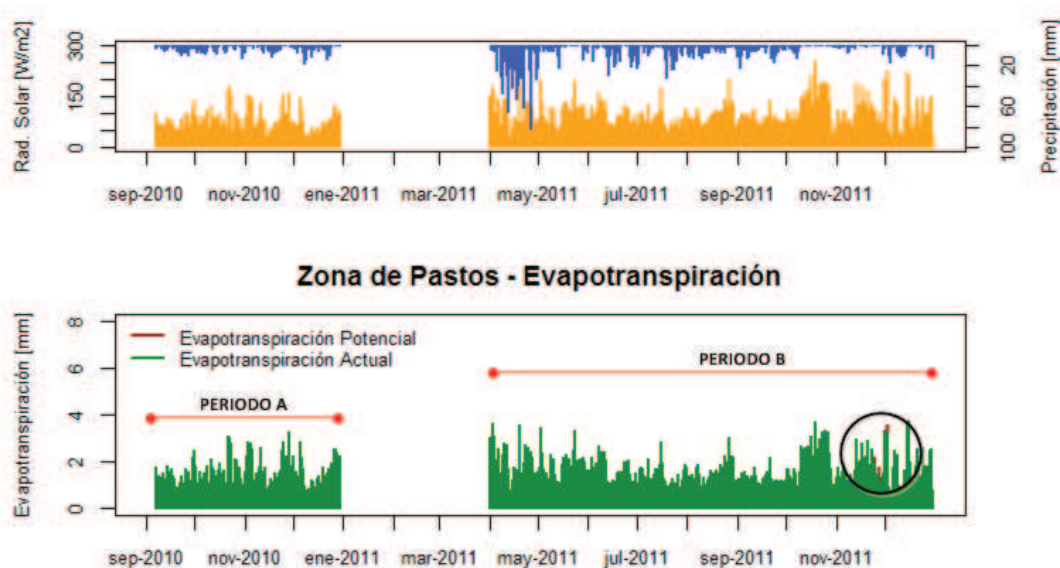 Rad. Solar [W/m2]
300
150
0
20
60
100
Precipitación [mm]
sep-2010 nov-2010 ene-2011 mar-2011 may-2011 jul-2011 sep-2011 nov-2011
Zona de Pastos - Evapotranspiración
Evapotranspiración [mm]
8
6
4
2
0
Evapotranspiración Potencial
Evapotranspiración Actual
PERIODO A
PERIODO B
sep-2010 nov-2010 ene-2011 mar-2011 may-2011 jul-2011 sep-2011 nov-2011